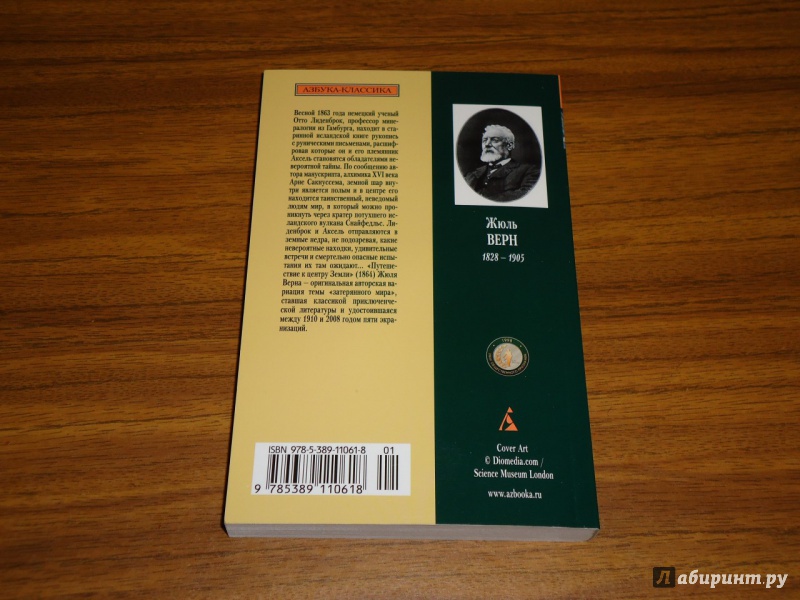 АЗБУКА-КЛАССИКА
Весной 1863 года немецкий ученый
Отто Лиденброк, профессор мине-
ралогии из Гамбурга, находит в ста-
ринной исландской книге рукопись
с руническими письменами, расшиф-
ровав которые он и его племянник
Аксель становятся обладателями не-
вероятной тайны. По сообщению ав-
тора манускрипта, алхимика XVI века
Арне Сакнуссема, земной шар вну-
три является полым и в центре его
находится таинственный, неведомый
людям мир, в который можно про-
никнуть через кратер потухшего ис-
ландского вулкана Снайфедльс. Ли-
денброк и Аксель отправляются в
земные недра, не подозревая, какие
невероятные находки, удивительные
встречи и смертельно опасные испы-
тания их там ожидают... «Путеше-
ствие к центру Земли» (1864) Жюля
Верна – оригинальная авторская ва-
риация темы «затерянного мира»,
ставшая классикой приключенче-
ской литературы и удостоившаяся
между 1910 и 2008 годом пяти экра-
низаций.
ISBN 978-5-389-11061-8
01
9 785389 110618
Жюль
ВЕРН
1828 – 1905
Cover Art
© Diomedia.com /
Science Museum London
www.azbooka.ru
Лабиринт.ру